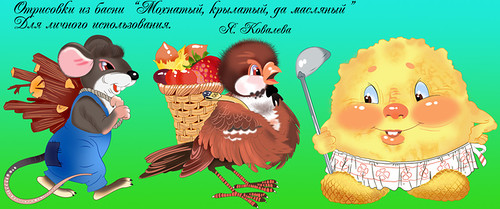 Отрисовки из басни “Мохнатый, крылатый, да масляный ”
Для личного использования.
Я. Ковалева